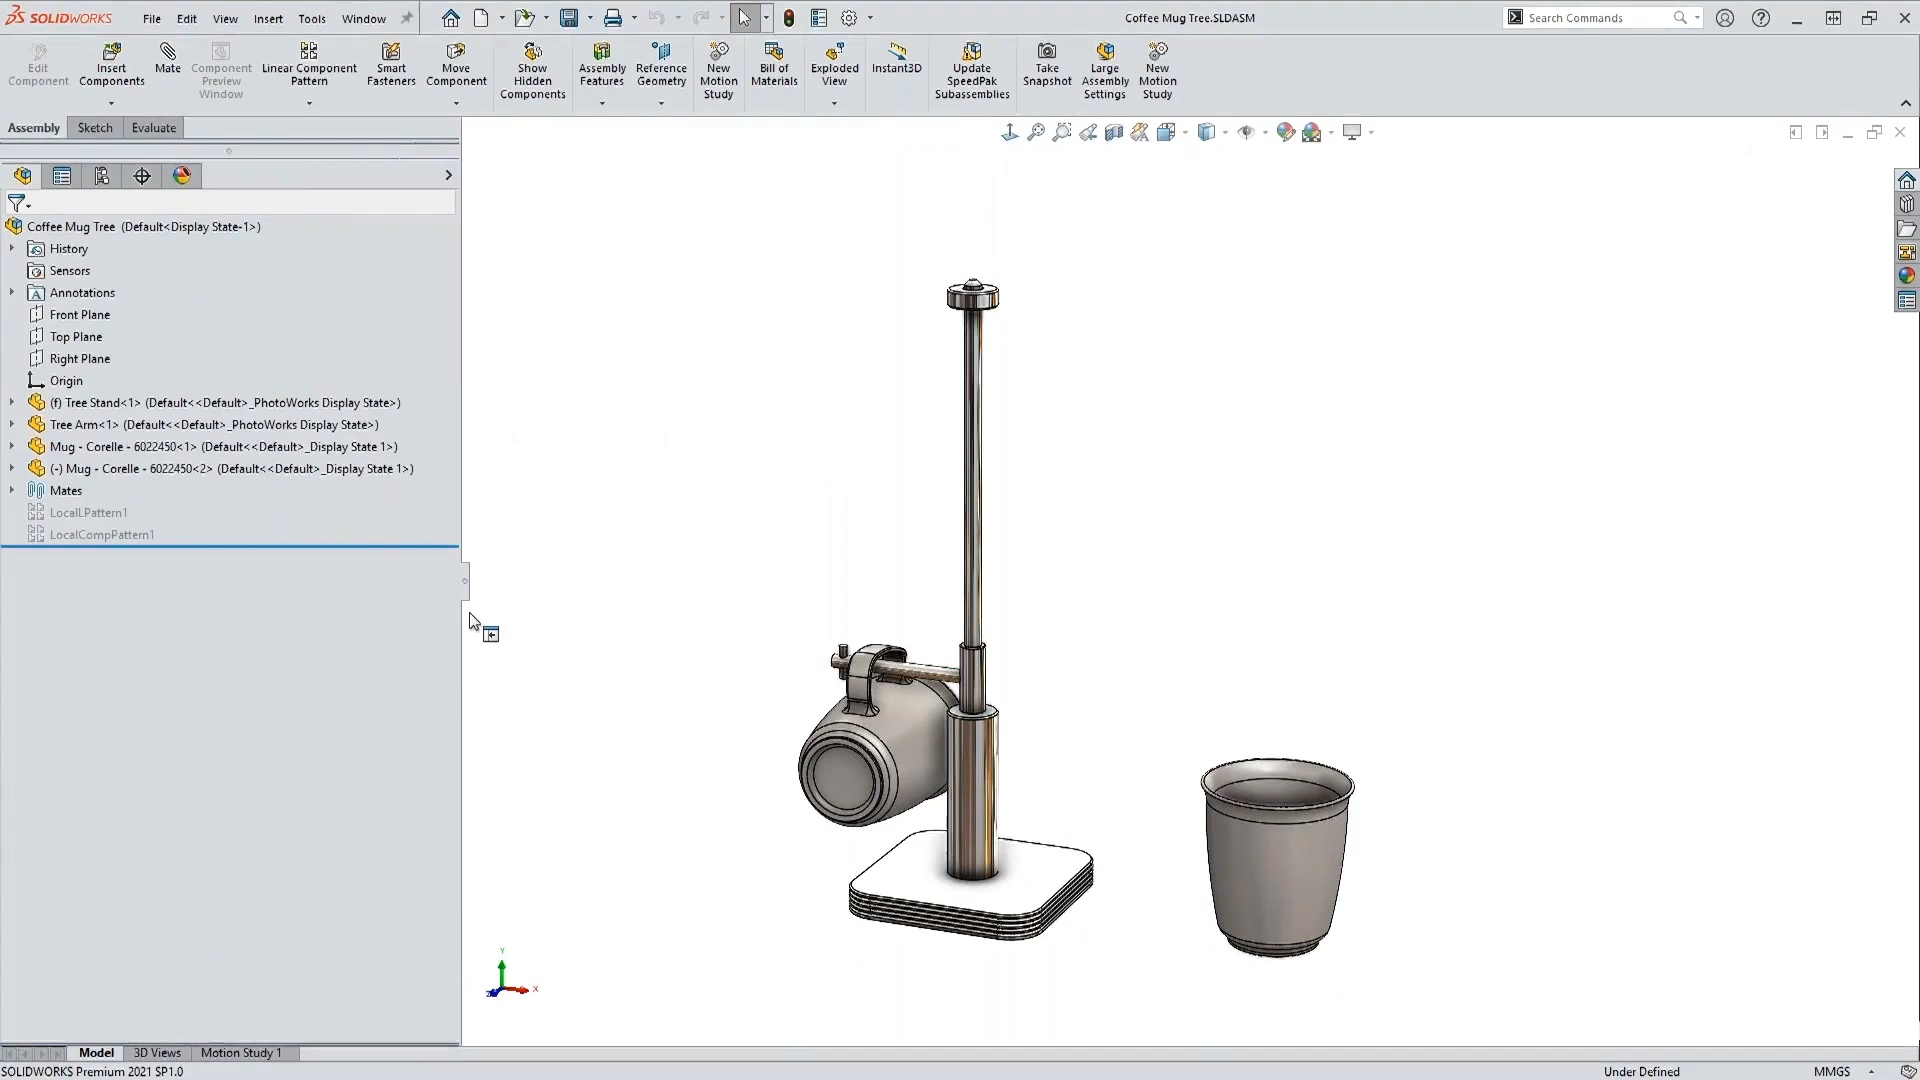 SOLIDWORKS File Edit View Insert Tools Window Coffee Mug Tree.SLDASM Search Commands
Edit Component
Insert Components
Mate
Component Preview Window
Linear Component Pattern
Smart Fasteners
Move Component
Show Hidden Components
Assembly Features
Reference Geometry
New Motion Study
Bill of Materials
Exploded View
Instant3D
Update SpeedPak Subassemblies
Take Snapshot
Large Assembly Settings
New Motion Study
Assembly Sketch Evaluate
Coffee Mug Tree (Default<Display State-1>)
History
Sensors
Annotations
Front Plane
Top Plane
Right Plane
Origin
(f) Tree Stand<1> (Default<<Default>_PhotoWorks Display State>)
Tree Arm<1> (Default<<Default>_PhotoWorks Display State>)
Mug - Corelle - 6022450<1> (Default<<Default>_Display State 1>)
(-) Mug - Corelle - 6022450<2> (Default<<Default>_Display State 1>)
Mates
LocalLPattern1
LocalCompPattern1
Y
Z X
Model 3D Views Motion Study 1
SOLIDWORKS Premium 2021 SP1.0 Under Defined MMGS